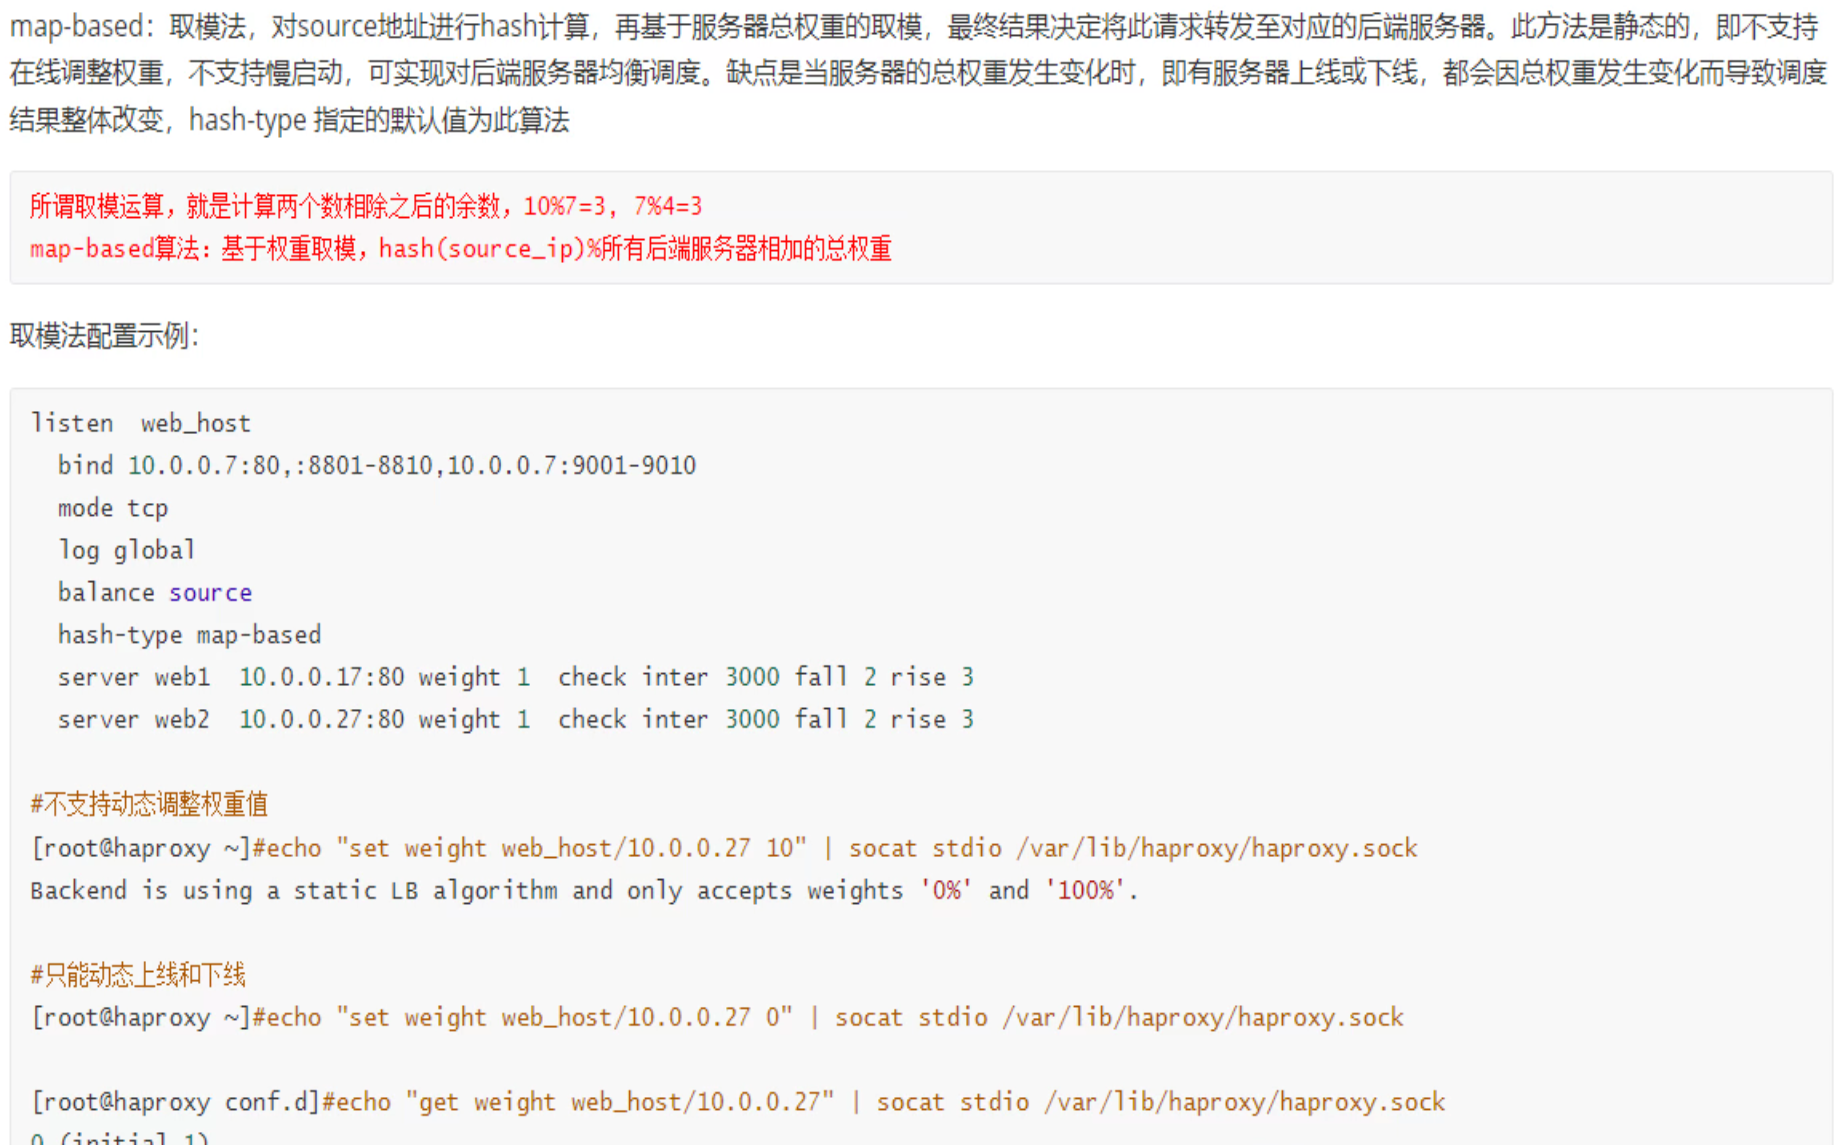 map-based：取模法，对source地址进行hash计算，再基于服务器总权重的取模，最终结果决定将此请求转发至对应的后端服务器。此方法是静态的，即不支持
在线调整权重，不支持慢启动，可实现对后端服务器均衡调度。缺点是当服务器的总权重发生变化时，即有服务器上线或下线，都会因总权重发生变化而导致调度
结果整体改变，hash-type 指定的默认值为此算法
所谓取模运算，就是计算两个数相除之后的余数，10%7=3, 7%4=3
map-based算法：基于权重取模，hash(source_ip)%所有后端服务器相加的总权重
取模法配置示例：
listen  web_host
  bind 10.0.0.7:80,:8801-8810,10.0.0.7:9001-9010
  mode tcp
  log global
  balance source
  hash-type map-based
  server web1  10.0.0.17:80 weight 1  check inter 3000 fall 2 rise 3
  server web2  10.0.0.27:80 weight 1  check inter 3000 fall 2 rise 3
#不支持动态调整权重值
[root@haproxy ~]#echo "set weight web_host/10.0.0.27 10" | socat stdio /var/lib/haproxy/haproxy.sock
Backend is using a static LB algorithm and only accepts weights '0%' and '100%'.
#只能动态上线和下线
[root@haproxy ~]#echo "set weight web_host/10.0.0.27 0" | socat stdio /var/lib/haproxy/haproxy.sock
[root@haproxy conf.d]#echo "get weight web_host/10.0.0.27" | socat stdio /var/lib/haproxy/haproxy.sock
0 (initial 1)